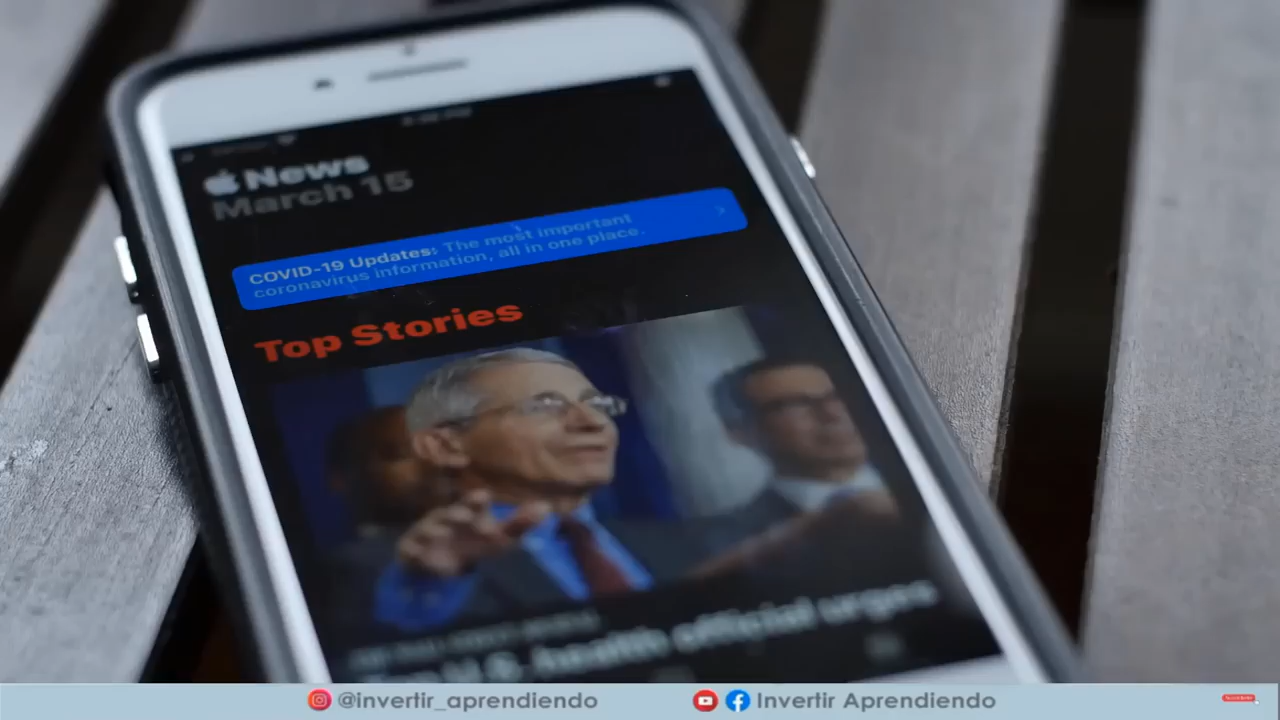 News
March 15
COVID-19 Updates: The most important
coronavirus information, all in one place.
Top Stories
U.S. health official urges
@invertir_aprendiendo
Invertir Aprendiendo